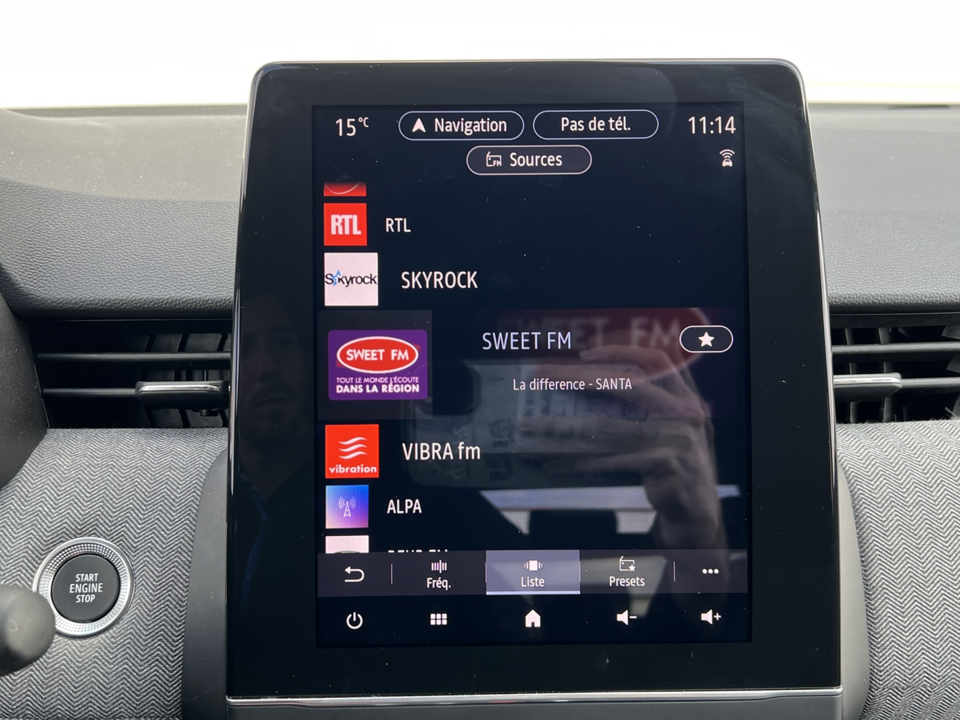 15°C
Navigation
Pas de tél.
11:14
FM
Sources
RTL
RTL
Skyrock
SKYROCK
SWEET FM
TOUT LE MONDE L'ÉCOUTE
DANS LA RÉGION
SWEET FM
La difference - SANTA
vibration
VIBRA fm
ALPA
Fréq.
Liste
Presets
START
ENGINE
STOP